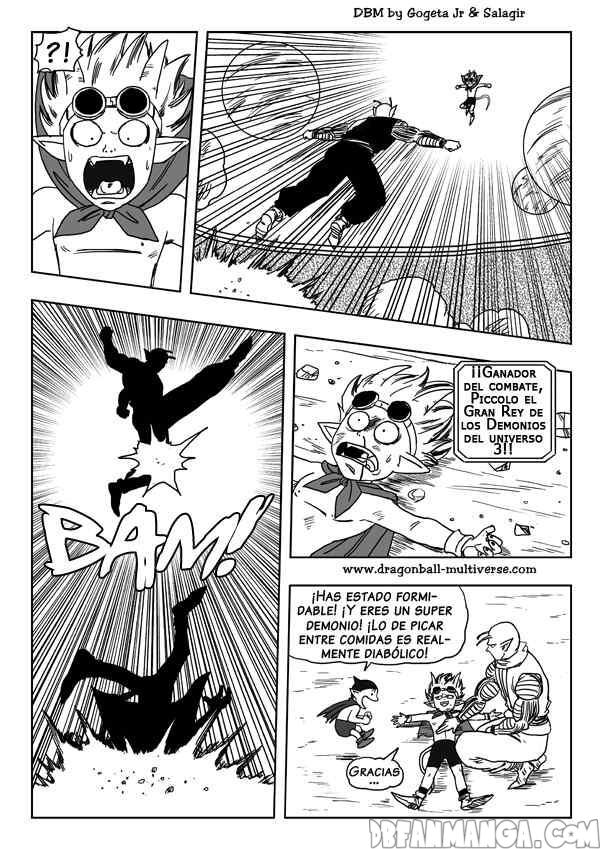 DBM by Gogeta Jr & Salagir
?!
¡¡Ganador
del combate,
Piccolo el
Gran Rey de
los Demonios
del universo
3!!
BAM!
www.dragonball-multiverse.com
¡Has estado formi-
dable! ¡Y eres un super
demonio! ¡Lo de picar
entre comidas es real-
mente diabólico!
Gracias
...
DBFANMANGA.COM